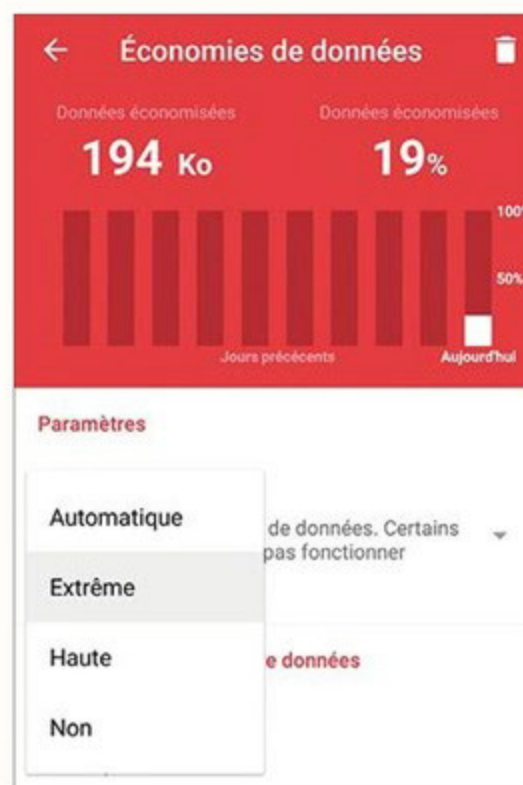 Économies de données
Données économisées Données économisées
194 Ko 19%
100%
50%
Jours précécents Aujourd'hui
Paramètres
Automatique
de données. Certains
pas fonctionner
Extrême
Haute
e données
Non